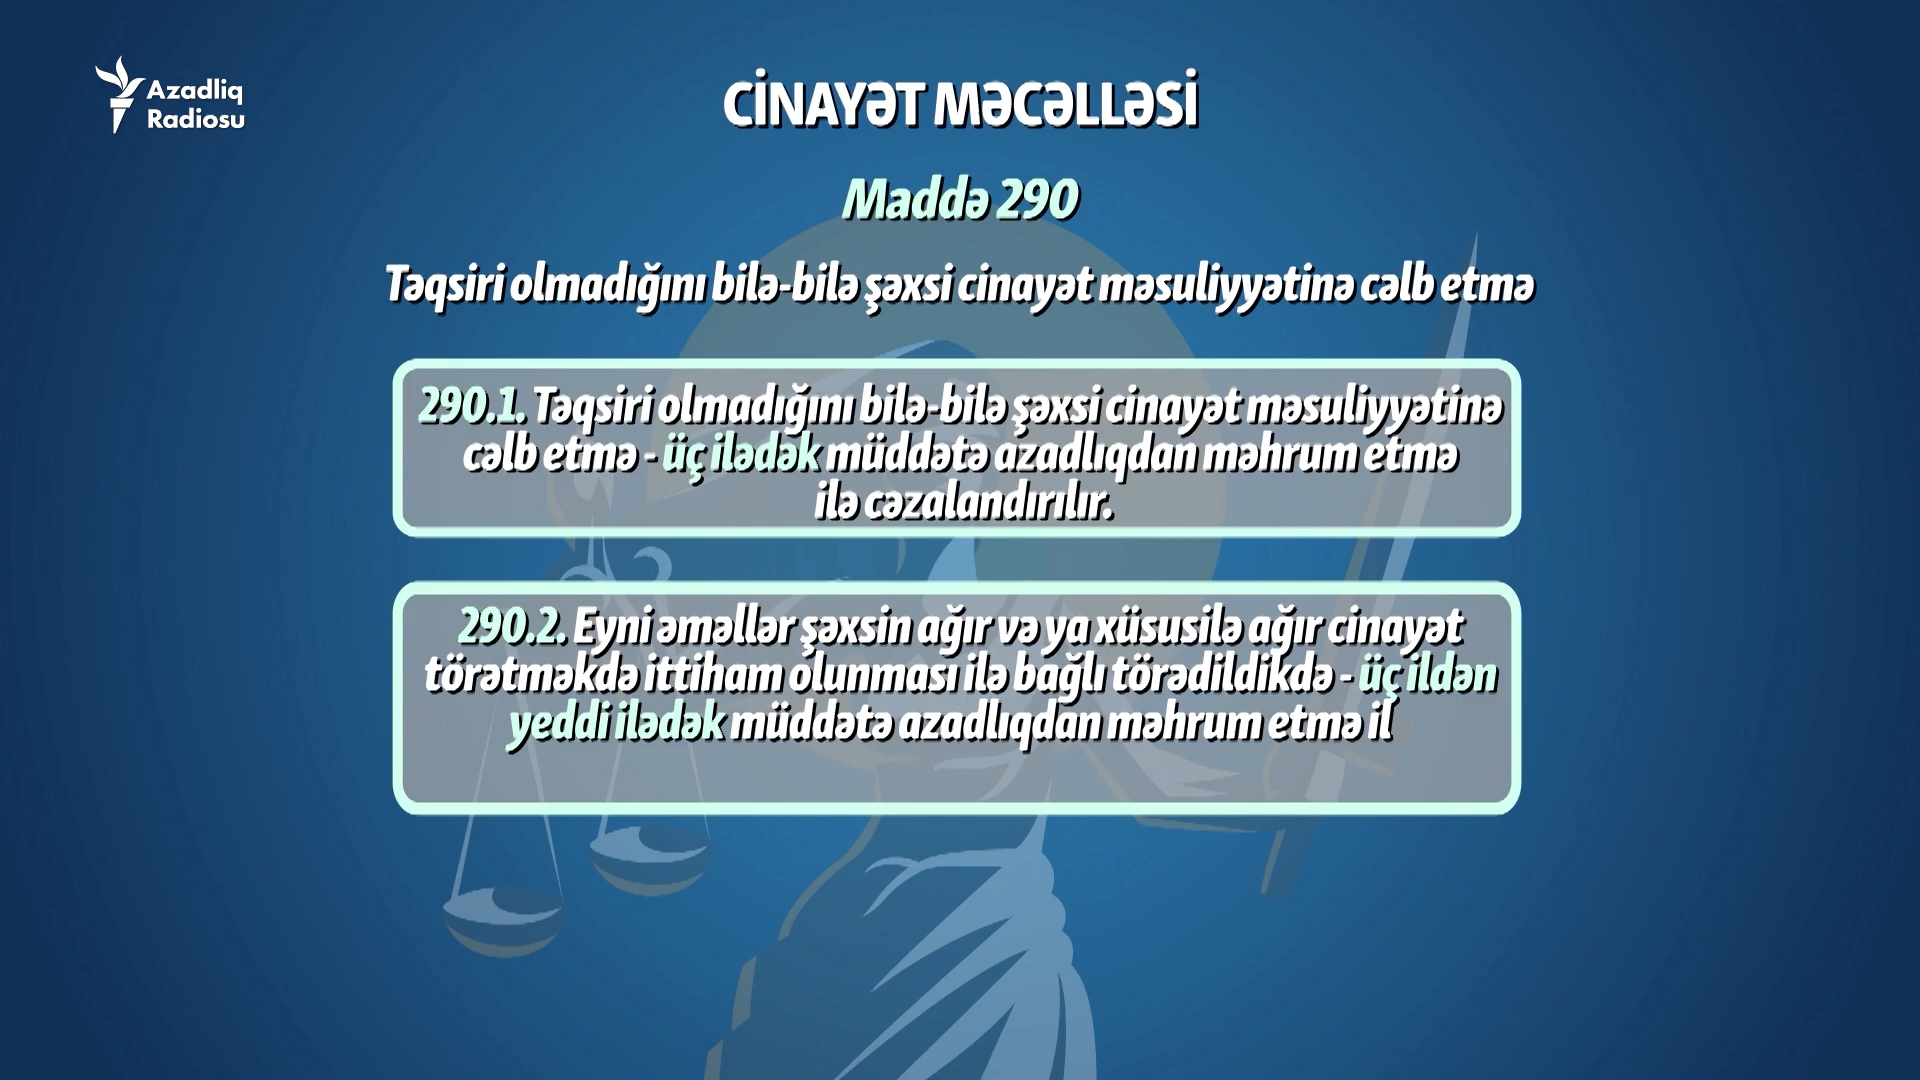 Azadliq
Radiosu
CİNAYƏT MƏCƏLLƏSİ
Maddə 290
Təqsiri olmadığını bilə-bilə şəxsi cinayət məsuliyyətinə cəlb etmə
290.1. Təqsiri olmadığını bilə-bilə şəxsi cinayət məsuliyyətinə
cəlb etmə - üç ilədək müddətə azadlıqdan məhrum etmə
ilə cəzalandırılır.
290.2. Eyni əməllər şəxsin ağır və ya xüsusilə ağır cinayət
törətməkdə ittiham olunması ilə bağlı törədildikdə - üç ildən
yeddi ilədək müddətə azadlıqdan məhrum etmə il